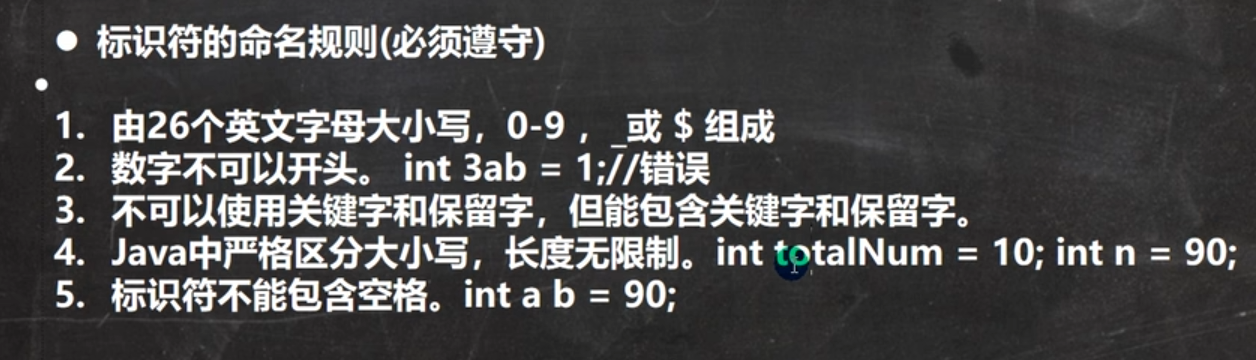 ● 标识符的命名规则(必须遵守)
●
1. 由26个英文字母大小写，0-9 ，_或 $ 组成
2. 数字不可以开头。 int 3ab = 1;//错误
3. 不可以使用关键字和保留字，但能包含关键字和保留字。
4. Java中严格区分大小写，长度无限制。int totalNum = 10; int n = 90;
5. 标识符不能包含空格。int a b = 90;